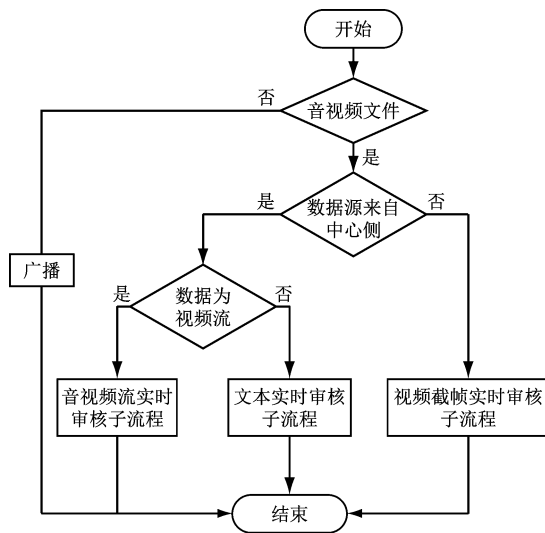 开始
否
音视频文件
是
是
数据源来自
中心侧
否
广播
是
数据为
视频流
否
音视频流实时
审核子流程
文本实时审核
子流程
视频截帧实时审核
子流程
结束